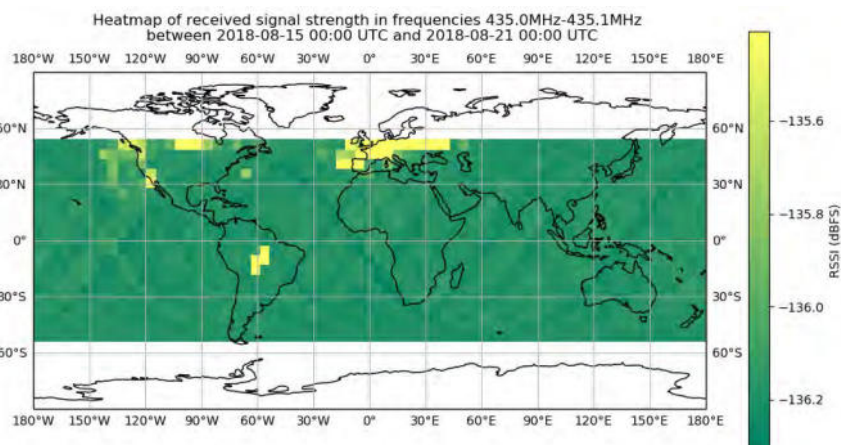 Heatmap of received signal strength in frequencies 435.0MHz-435.1MHz
between 2018-08-15 00:00 UTC and 2018-08-21 00:00 UTC
180°W 150°W 120°W 90°W 60°W 30°W 0° 30°E 60°E 90°E 120°E 150°E 180°E
60°N 60°N
−135.6
30°N 30°N
−135.8
0° 0°
RSSI (dBFS)
30°S 30°S
−136.0
60°S 60°S
−136.2
180°W 150°W 120°W 90°W 60°W 30°W 0° 30°E 60°E 90°E 120°E 150°E 180°E